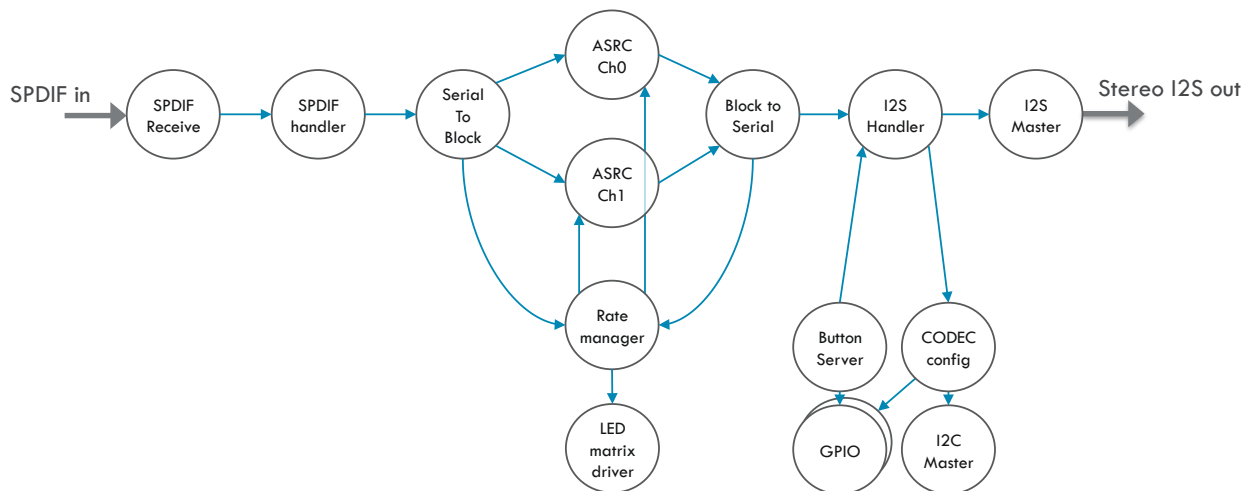 SPDIF in
SPDIF
Receive
SPDIF
handler
Serial
To
Block
ASRC
Ch0
ASRC
Ch1
Block to
Serial
I2S
Handler
I2S
Master
Stereo I2S out
Rate
manager
Button
Server
CODEC
config
LED
matrix
driver
GPIO
I2C
Master